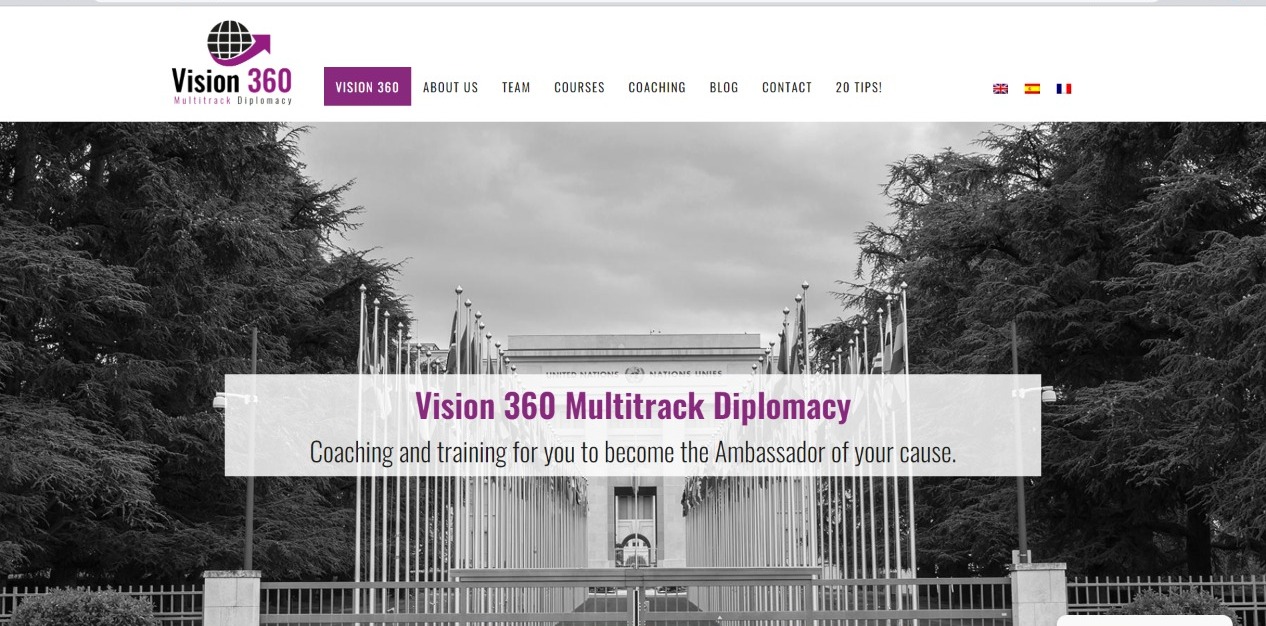 Vision 360
Multitrack Diplomacy
VISION 360 ABOUT US TEAM COURSES COACHING BLOG CONTACT 20 TIPS!
UNITED NATIONS NATIONS UNIES
Vision 360 Multitrack Diplomacy
Coaching and training for you to become the Ambassador of your cause.